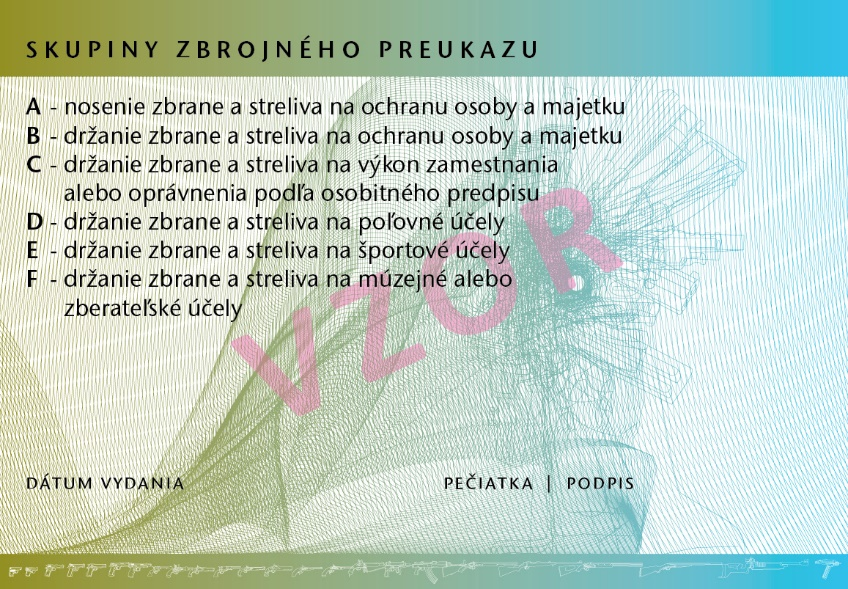 SKUPINY ZBROJNÉHO PREUKAZU
A - nosenie zbrane a streliva na ochranu osoby a majetku
B - držanie zbrane a streliva na ochranu osoby a majetku
C - držanie zbrane a streliva na výkon zamestnania
alebo oprávnenia podľa osobitného predpisu
D - držanie zbrane a streliva na poľovné účely
E - držanie zbrane a streliva na športové účely
F - držanie zbrane a streliva na múzejné alebo
zberateľské účely
VZOR
DÁTUM VYDANIA
PEČIATKA | PODPIS